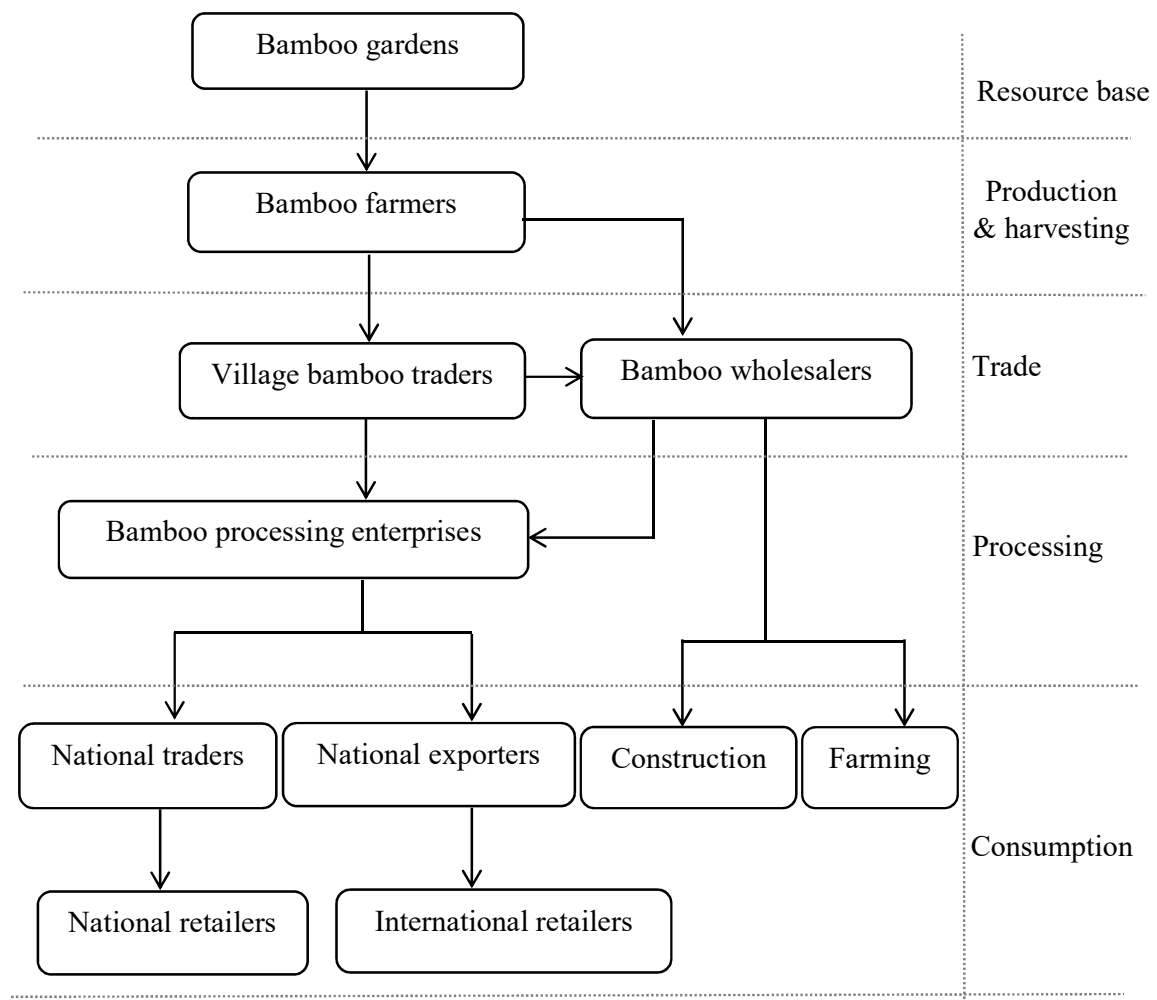 Bamboo gardens
Resource base
Bamboo farmers
Production
& harvesting
Village bamboo traders
Bamboo wholesalers
Trade
Bamboo processing enterprises
Processing
National traders
National exporters
Construction
Farming
Consumption
National retailers
International retailers